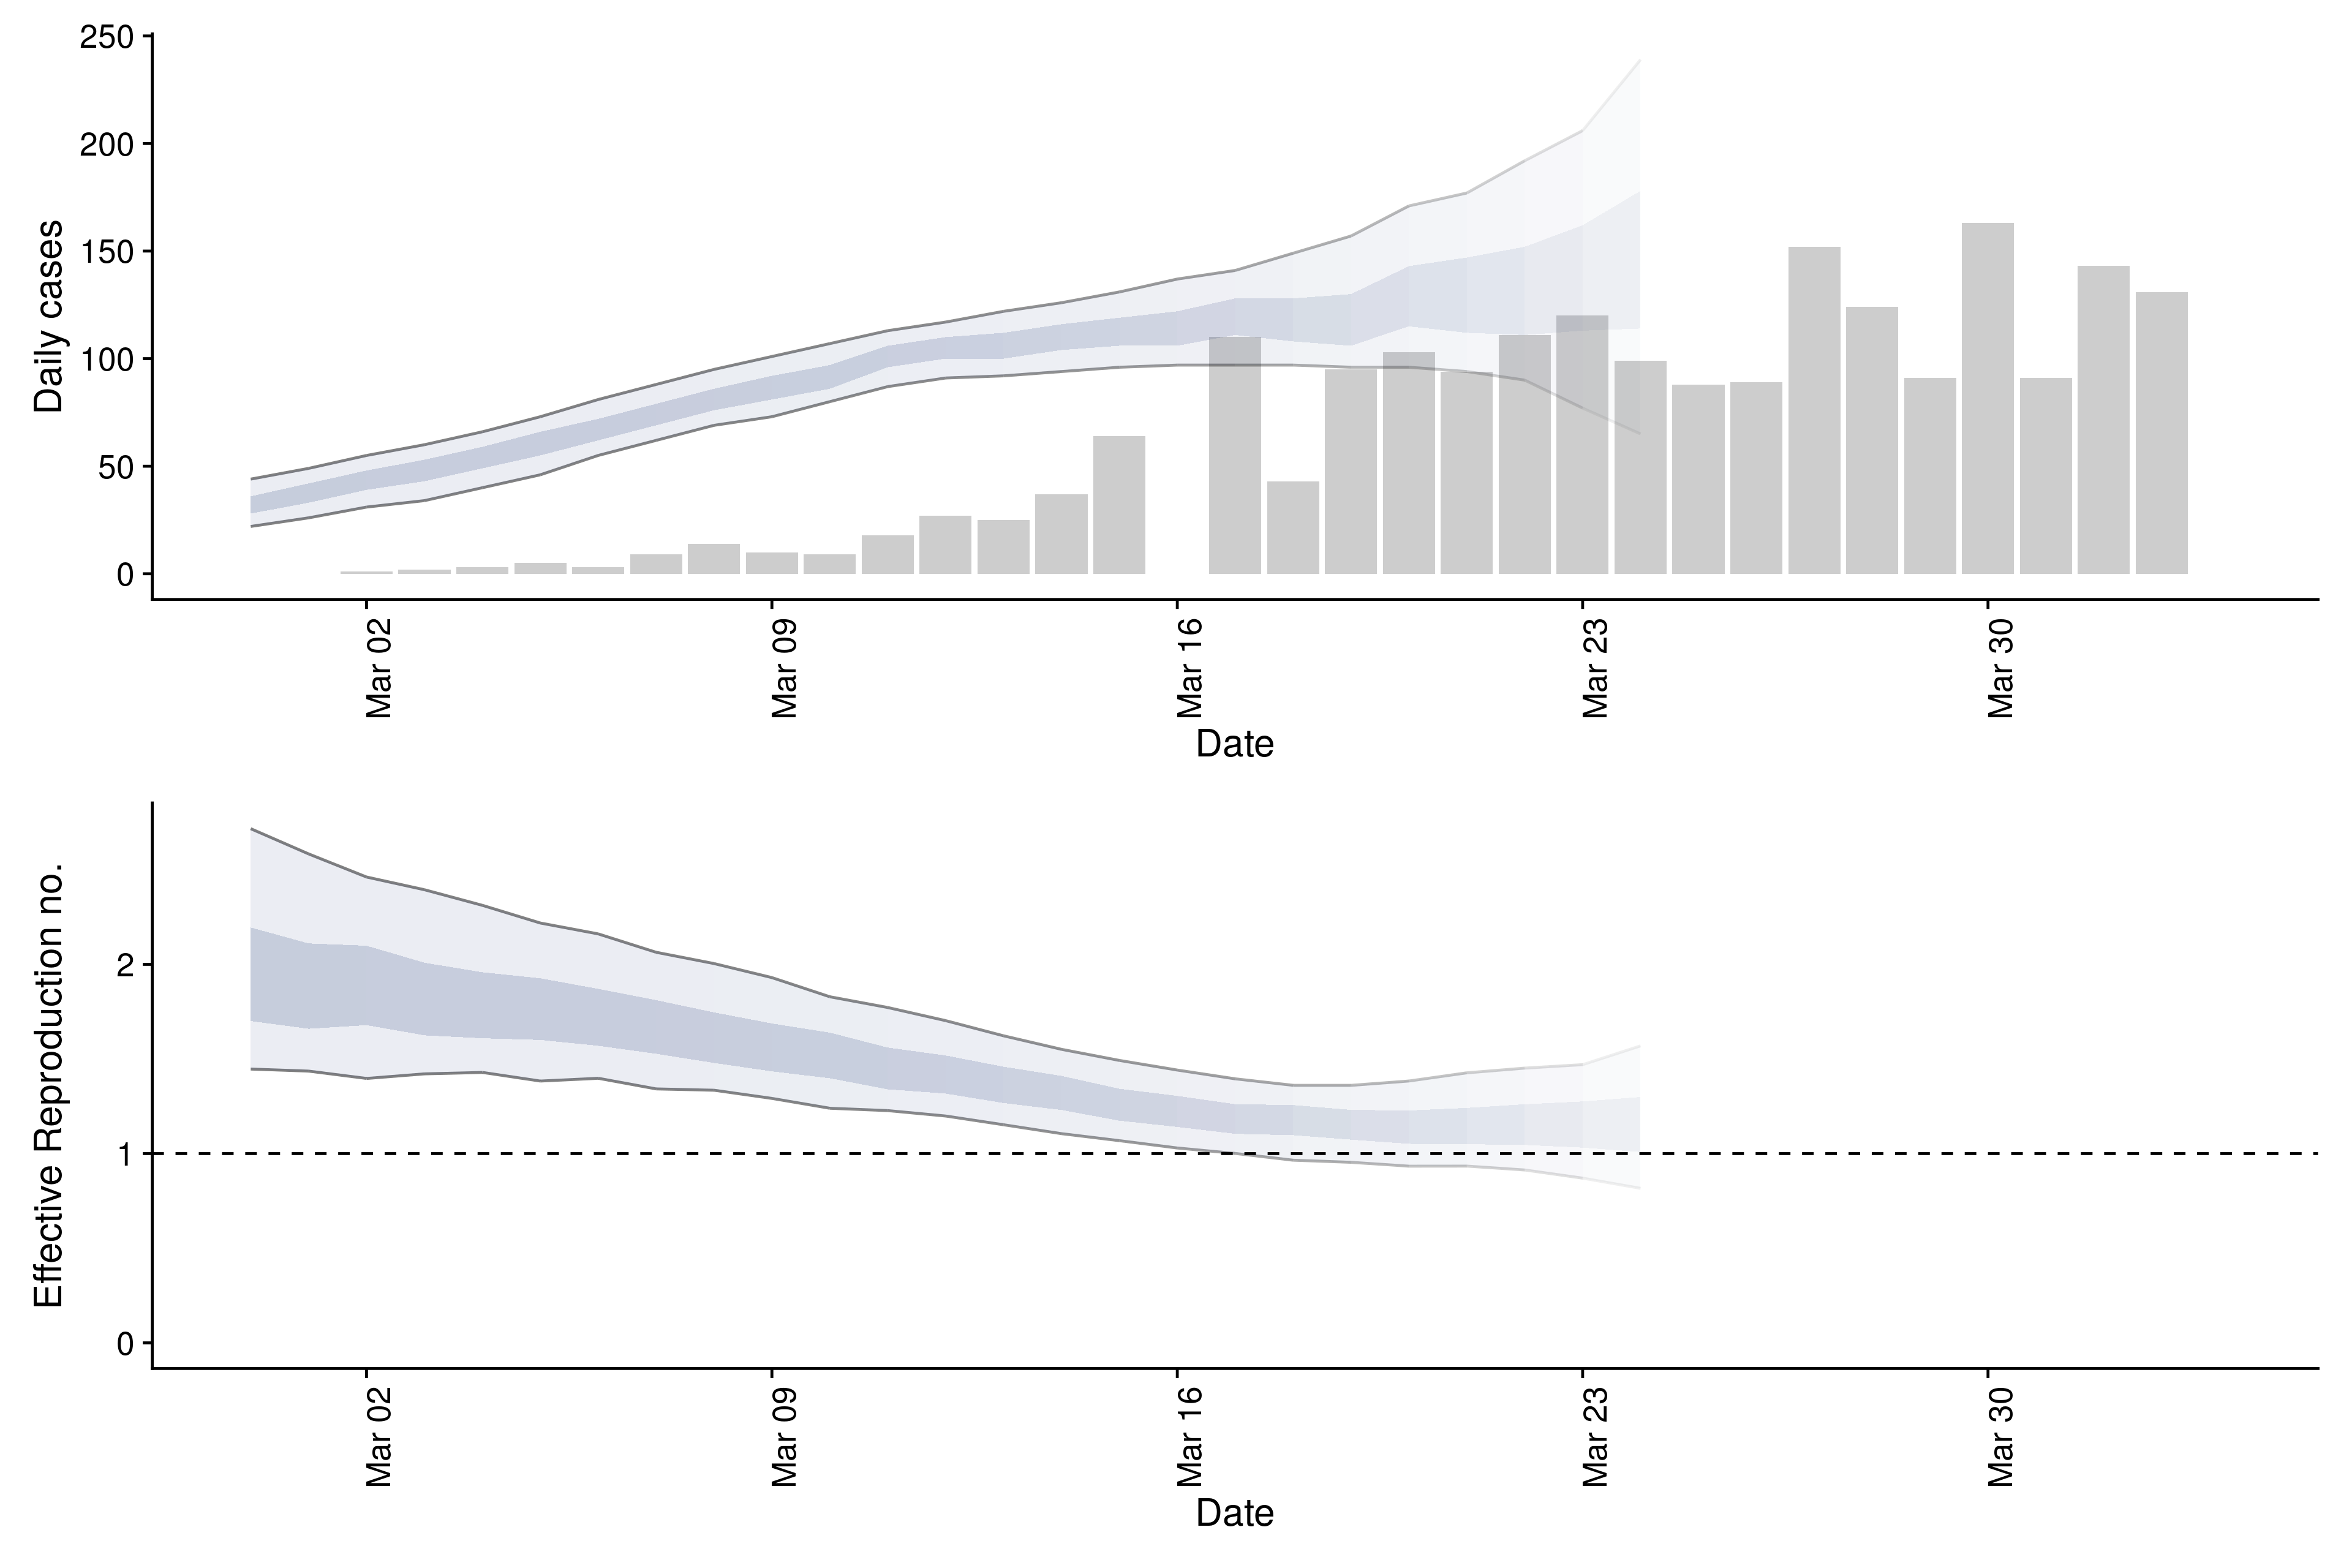 250
200
150
100
50
0
Daily cases
Mar 02
Mar 09
Mar 16
Mar 23
Mar 30
Date
2
1
0
Effective Reproduction no.
Mar 02
Mar 09
Mar 16
Mar 23
Mar 30
Date